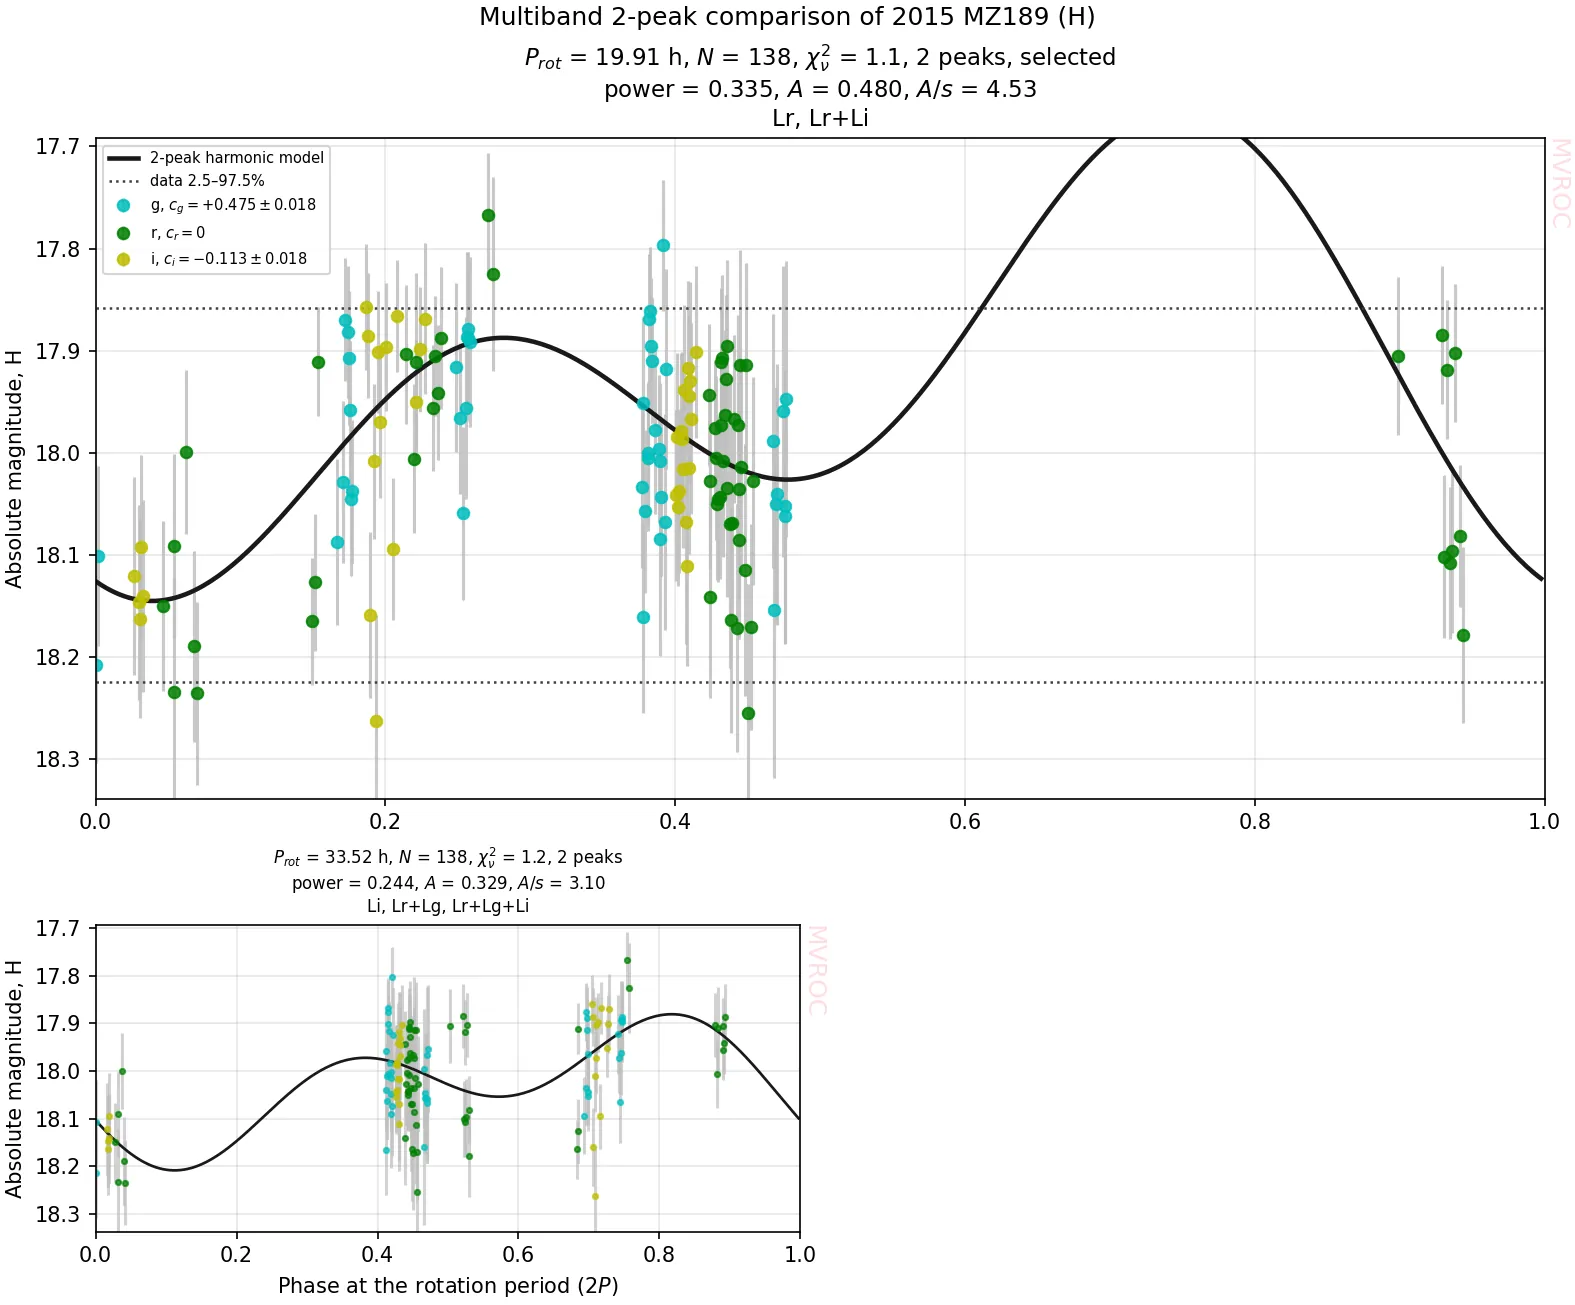 Multiband 2-peak comparison of 2015 MZ189 (H)
P_rot = 19.91 h, N = 138, χ²_ν = 1.1, 2 peaks, selected
power = 0.335, A = 0.480, A/s = 4.53
Lr, Lr+Li
MVROC
2-peak harmonic model
data 2.5–97.5%
g, c_g = +0.475 ± 0.018
r, c_r = 0
i, c_i = −0.113 ± 0.018
Absolute magnitude, H
17.7
17.8
17.9
18.0
18.1
18.2
18.3
0.0 0.2 0.4 0.6 0.8 1.0
P_rot = 33.52 h, N = 138, χ²_ν = 1.2, 2 peaks
power = 0.244, A = 0.329, A/s = 3.10
Li, Lr+Lg, Lr+Lg+Li
MVROC
Absolute magnitude, H
17.7
17.8
17.9
18.0
18.1
18.2
18.3
0.0 0.2 0.4 0.6 0.8 1.0
Phase at the rotation period (2P)